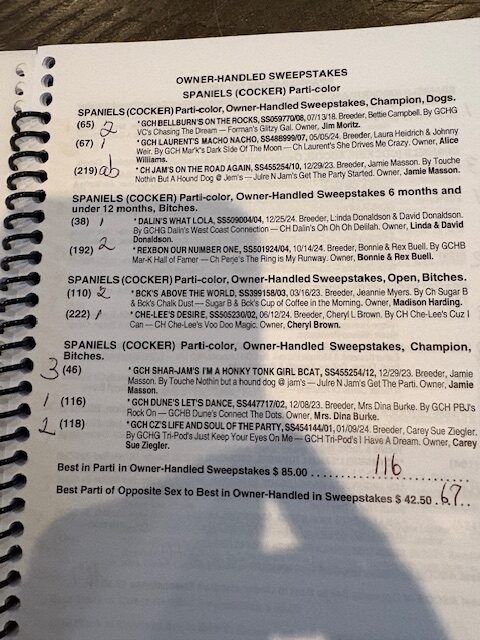 OWNER-HANDLED SWEEPSTAKES
SPANIELS (COCKER) Parti-color
SPANIELS (COCKER) Parti-color, Owner-Handled Sweepstakes, Champion, Dogs.
(65) 2 * GCH BELLBURN'S ON THE ROCKS, SS059770/08, 07/13/18. Breeder, Bettie Campbell. By GCHG
VC's Chasing The Dream — Forman's Glitzy Gal. Owner, Jim Moritz.
(67) 1 * GCH LAURENT'S MACHO NACHO, SS488999/07, 05/05/24. Breeder, Laura Heidrich & Johnny
Weir. By GCH Mark's Dark Side Of The Moon — Ch Laurent's She Drives Me Crazy. Owner, Alice
Williams.
(219) ab * CH JAM'S ON THE ROAD AGAIN, SS455254/10, 12/29/23. Breeder, Jamie Masson. By Touche
Nothin But A Hound Dog @ Jem's — Julre N Jam's Get The Party Started. Owner, Jamie Masson.
SPANIELS (COCKER) Parti-color, Owner-Handled Sweepstakes 6 months and
under 12 months, Bitches.
(38) 1 * DALIN'S WHAT LOLA, SS509004/04, 12/25/24. Breeder, Linda Donaldson & David Donaldson.
By GCHG Dalin's West Coast Connection — CH Dalin's Oh Oh Oh Delilah. Owner, Linda & David
Donaldson.
(192) 2 * REXBON OUR NUMBER ONE, SS501924/04, 10/14/24. Breeder, Bonnie & Rex Buell. By GCHB
Mar-K Hall of Famer — Ch Perje's The Ring is My Runway. Owner, Bonnie & Rex Buell.
SPANIELS (COCKER) Parti-color, Owner-Handled Sweepstakes, Open, Bitches.
(110) 2 * BCK'S ABOVE THE WORLD, SS399158/03, 03/16/23. Breeder, Jeannie Myers. By Ch Sugar B
& Bck's Chalk Dust — Sugar B & Bck's Cup of Coffee in the Morning. Owner, Madison Harding.
(222) 1 * CHE-LEE'S DESIRE, SS505230/02, 06/12/24. Breeder, Cheryl L Brown. By CH Che-Lee's Cuz I
Can — CH Che-Lee's Voo Doo Magic. Owner, Cheryl Brown.
SPANIELS (COCKER) Parti-color, Owner-Handled Sweepstakes, Champion,
Bitches.
3 (46) * GCH SHAR-JAM'S I'M A HONKY TONK GIRL BCAT, SS455254/12, 12/29/23. Breeder, Jamie
Masson. By Touche Nothin but a hound dog @ jam's — Julre N Jam's Get The Parti. Owner, Jamie
Masson.
1 (116) * GCH DUNE'S LET'S DANCE, SS447717/02, 12/08/23. Breeder, Mrs Dina Burke. By GCH PBJ's
Rock On — GCHB Dune's Connect The Dots. Owner, Mrs. Dina Burke.
2 (118) * GCH CZ'S LIFE AND SOUL OF THE PARTY, SS454144/01, 01/09/24. Breeder, Carey Sue Ziegler.
By GCHG Tri-Pod's Just Keep Your Eyes On Me — GCH Tri-Pod's I Have A Dream. Owner, Carey
Sue Ziegler.
Best in Parti in Owner-Handled Sweepstakes $ 85.00 .......... 116
Best Parti of Opposite Sex to Best in Owner-Handled in Sweepstakes $ 42.50 . 67 ..